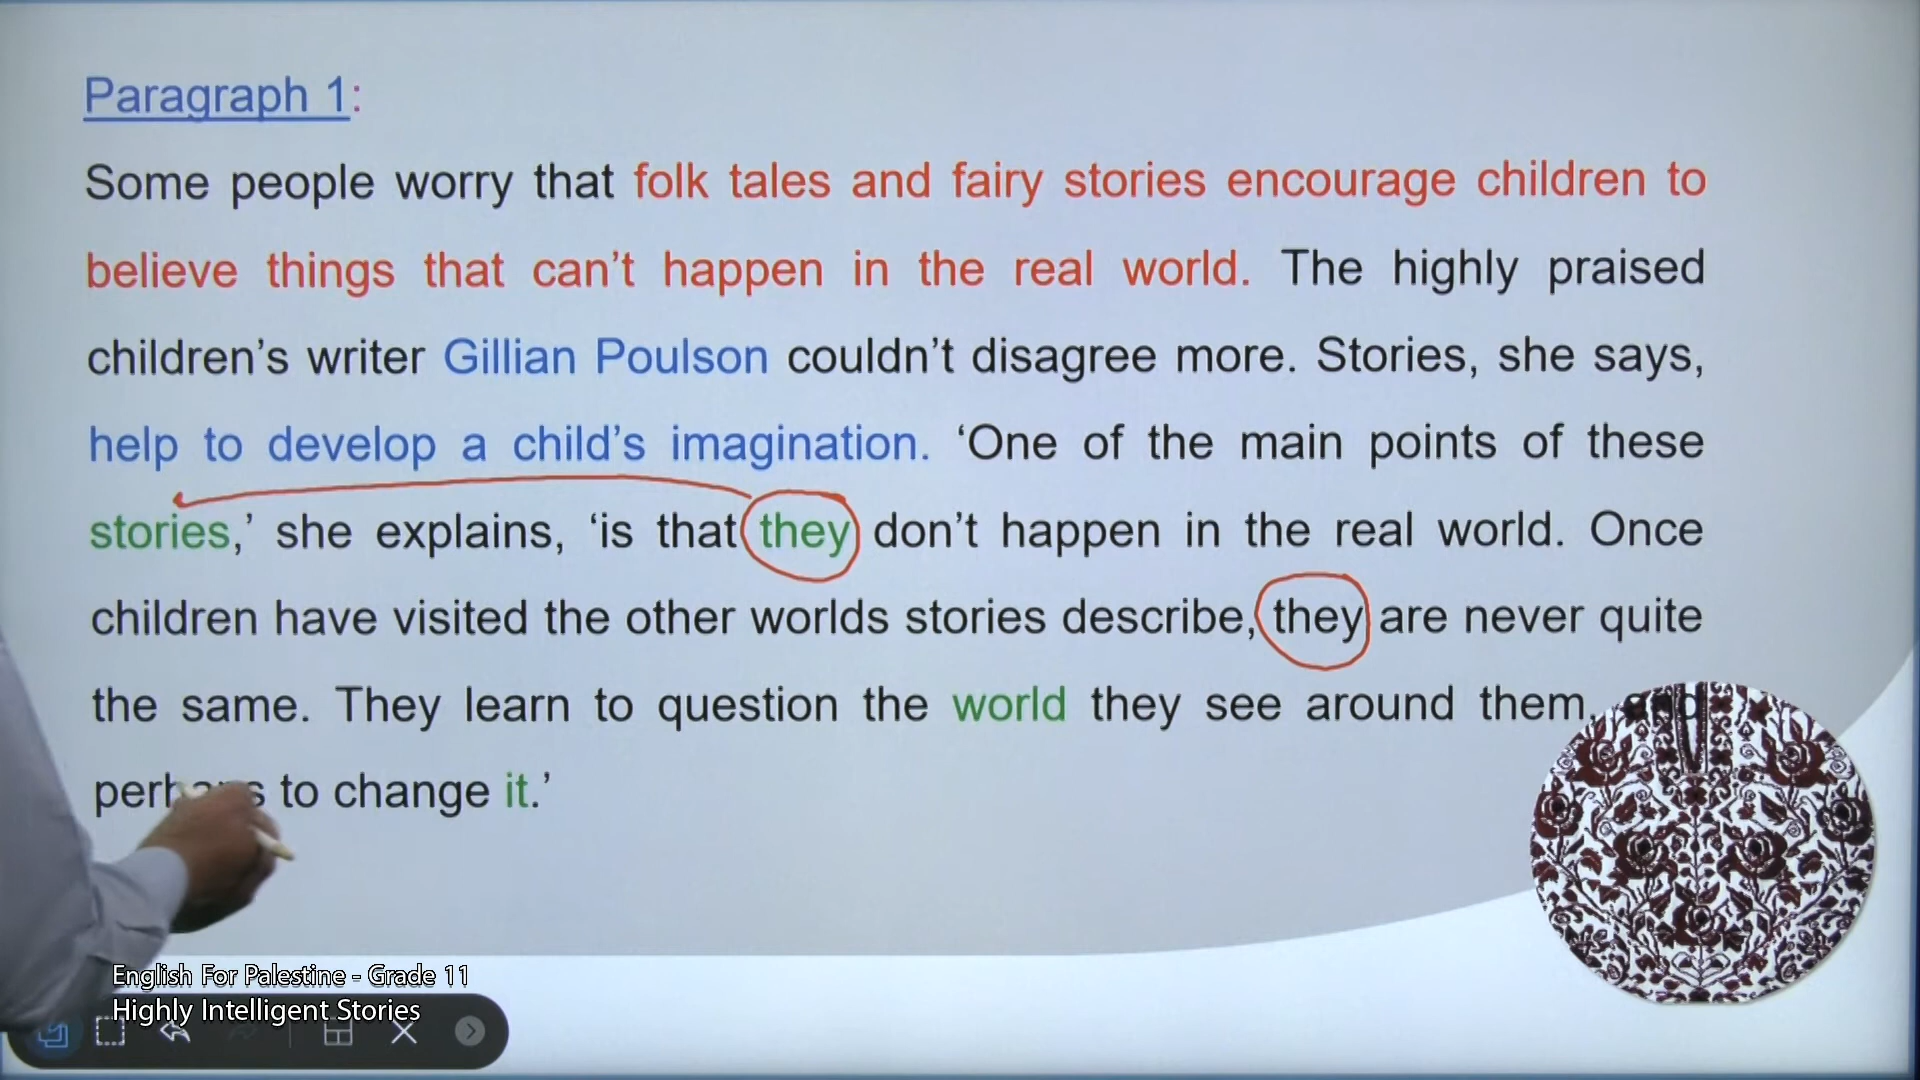 Paragraph 1:
Some people worry that folk tales and fairy stories encourage children to
believe things that can't happen in the real world. The highly praised
children's writer Gillian Poulson couldn't disagree more. Stories, she says,
help to develop a child's imagination. ‘One of the main points of these
stories,’ she explains, ‘is that they don't happen in the real world. Once
children have visited the other worlds stories describe, they are never quite
the same. They learn to question the world they see around them, and
perhaps to change it.’
English For Palestine - Grade 11
Highly Intelligent Stories